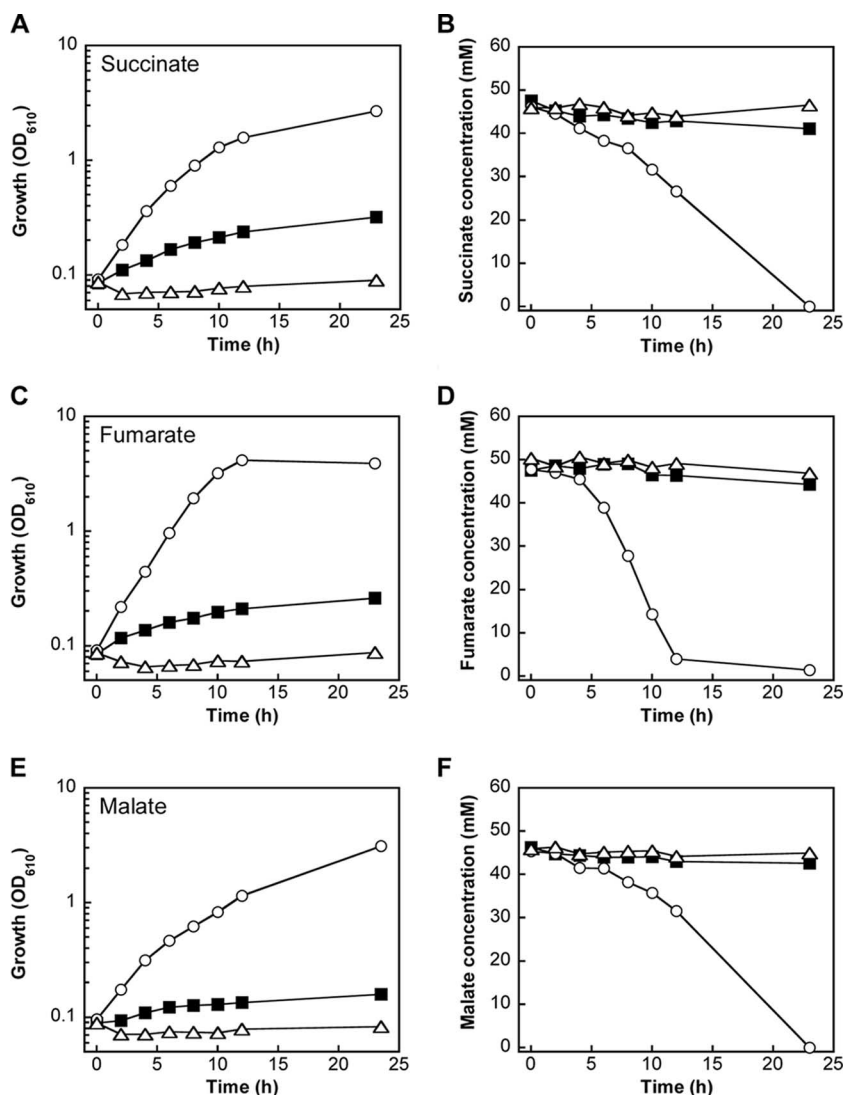 A
Succinate
10
1
0.1
Growth (OD610)
0 5 10 15 20 25
Time (h)
B
60
50
40
30
20
10
0
Succinate concentration (mM)
0 5 10 15 20 25
Time (h)
C
Fumarate
10
1
0.1
Growth (OD610)
0 5 10 15 20 25
Time (h)
D
60
50
40
30
20
10
0
Fumarate concentration (mM)
0 5 10 15 20 25
Time (h)
E
Malate
10
1
0.1
Growth (OD610)
0 5 10 15 20 25
Time (h)
F
60
50
40
30
20
10
0
Malate concentration (mM)
0 5 10 15 20 25
Time (h)